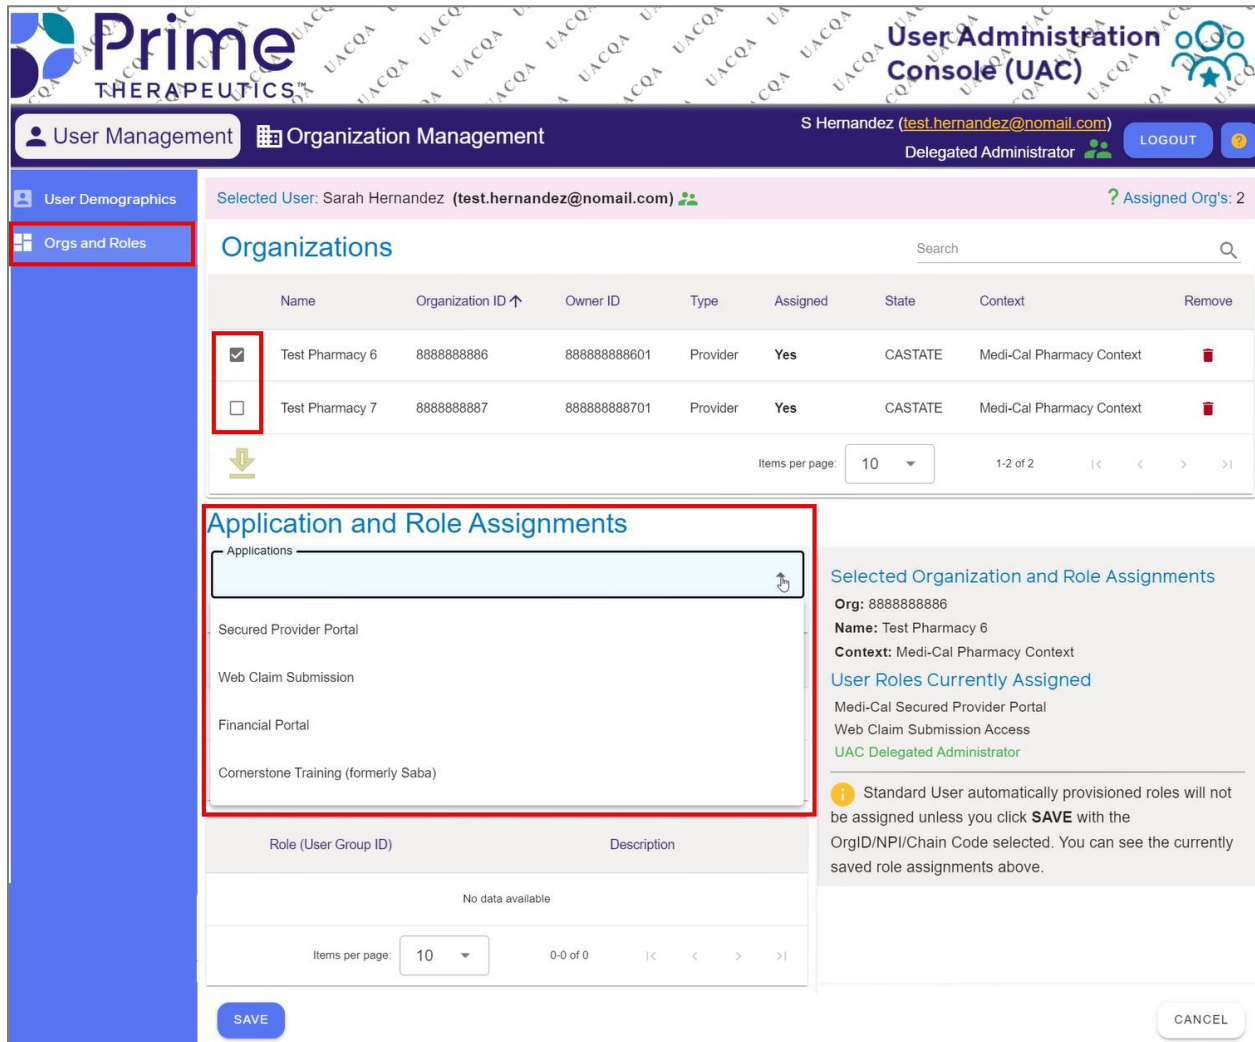 Prime
THERAPEUTICS™
User Administration
Console (UAC)
User Management
Organization Management
S Hernandez (test.hernandez@nomail.com)
Delegated Administrator
LOGOUT
?
User Demographics
Orgs and Roles
Selected User: Sarah Hernandez (test.hernandez@nomail.com)
? Assigned Org's: 2
Organizations
Search
Name Organization ID Owner ID Type Assigned State Context Remove
Test Pharmacy 6 8888888886 888888888601 Provider Yes CASTATE Medi-Cal Pharmacy Context
Test Pharmacy 7 8888888887 888888888701 Provider Yes CASTATE Medi-Cal Pharmacy Context
Items per page: 10 1-2 of 2
Application and Role Assignments
Applications
Secured Provider Portal
Web Claim Submission
Financial Portal
Cornerstone Training (formerly Saba)
Role (User Group ID) Description
No data available
Items per page: 10 0-0 of 0
Selected Organization and Role Assignments
Org: 8888888886
Name: Test Pharmacy 6
Context: Medi-Cal Pharmacy Context
User Roles Currently Assigned
Medi-Cal Secured Provider Portal
Web Claim Submission Access
UAC Delegated Administrator
Standard User automatically provisioned roles will not
be assigned unless you click SAVE with the
OrgID/NPI/Chain Code selected. You can see the currently
saved role assignments above.
SAVE
CANCEL
UACQA